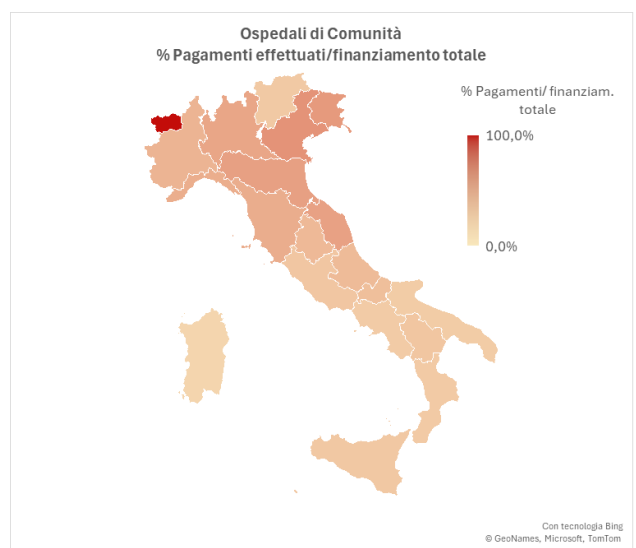 Ospedali di Comunità
% Pagamenti effettuati/finanziamento totale
% Pagamenti/ finanziam.
totale
100,0%
0,0%
Con tecnologia Bing
© GeoNames, Microsoft, TomTom